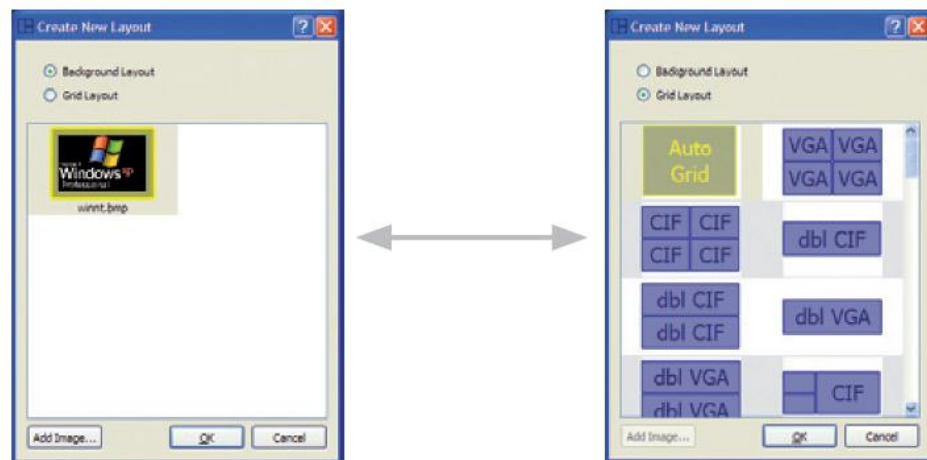 Create New Layout
Background Layout
Grid Layout
Microsoft
Windows xp
Professional
winnt.bmp
Add Image...
OK
Cancel
Create New Layout
Background Layout
Grid Layout
Auto
Grid
VGA VGA
VGA VGA
CIF CIF
CIF CIF
dbl CIF
dbl CIF
dbl CIF
dbl VGA
dbl VGA
dbl VGA
CIF
Add Image...
OK
Cancel